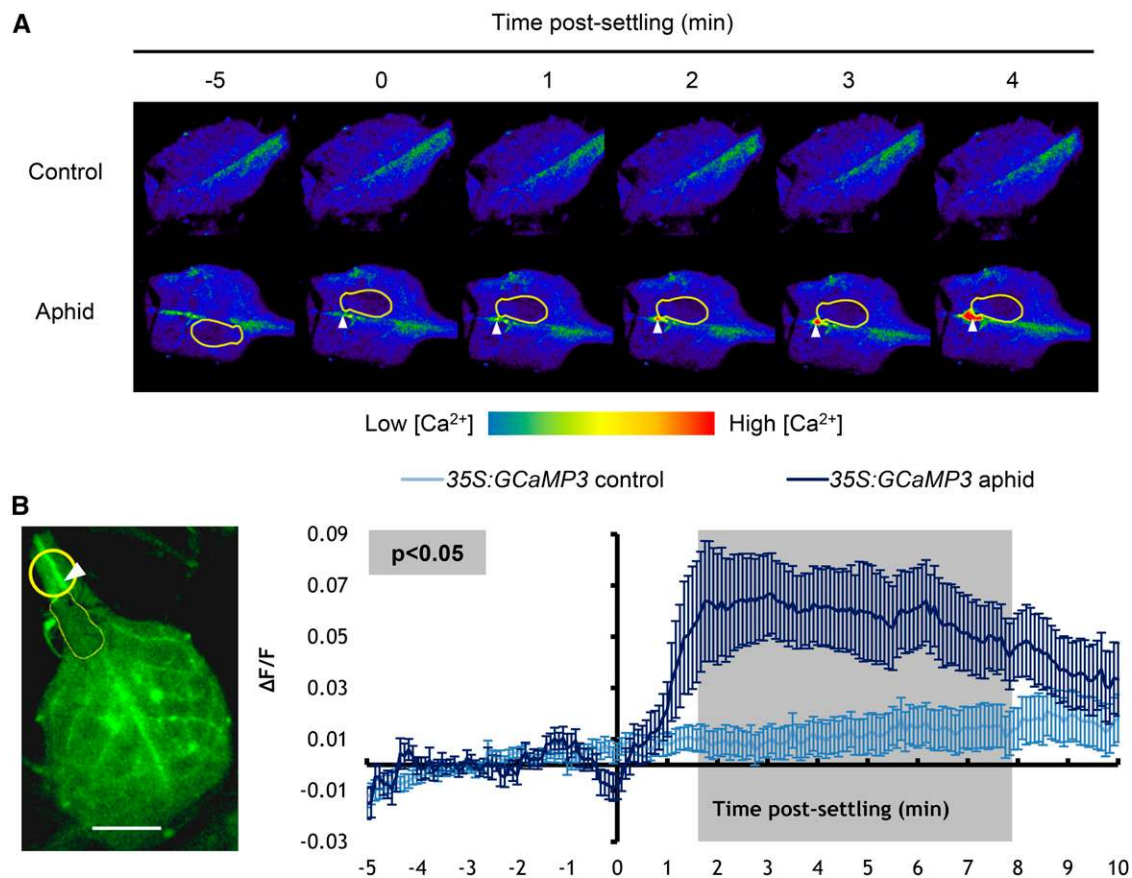 A
Time post-settling (min)
-5 0 1 2 3 4
Control
Aphid
Low [Ca²⁺] High [Ca²⁺]
35S:GCaMP3 control 35S:GCaMP3 aphid
B
p<0.05
ΔF/F
0.09
0.07
0.05
0.03
0.01
-0.01
-0.03
Time post-settling (min)
-5 -4 -3 -2 -1 0 1 2 3 4 5 6 7 8 9 10